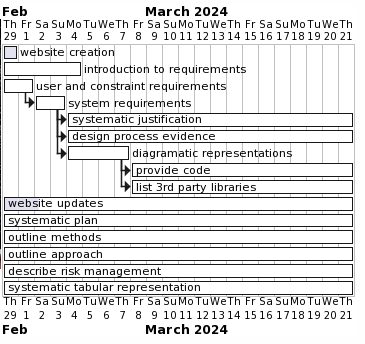 Feb March 2024
Th Fr Sa Su Mo Tu We Th Fr Sa Su Mo Tu We Th Fr Sa Su Mo Tu We Th
29 1 2 3 4 5 6 7 8 9 10 11 12 13 14 15 16 17 18 19 20 21
website creation
introduction to requirements
user and constraint requirements
system requirements
systematic justification
design process evidence
diagramatic representations
provide code
list 3rd party libraries
website updates
systematic plan
outline methods
outline approach
describe risk management
systematic tabular representation
Th Fr Sa Su Mo Tu We Th Fr Sa Su Mo Tu We Th Fr Sa Su Mo Tu We Th
29 1 2 3 4 5 6 7 8 9 10 11 12 13 14 15 16 17 18 19 20 21
Feb March 2024